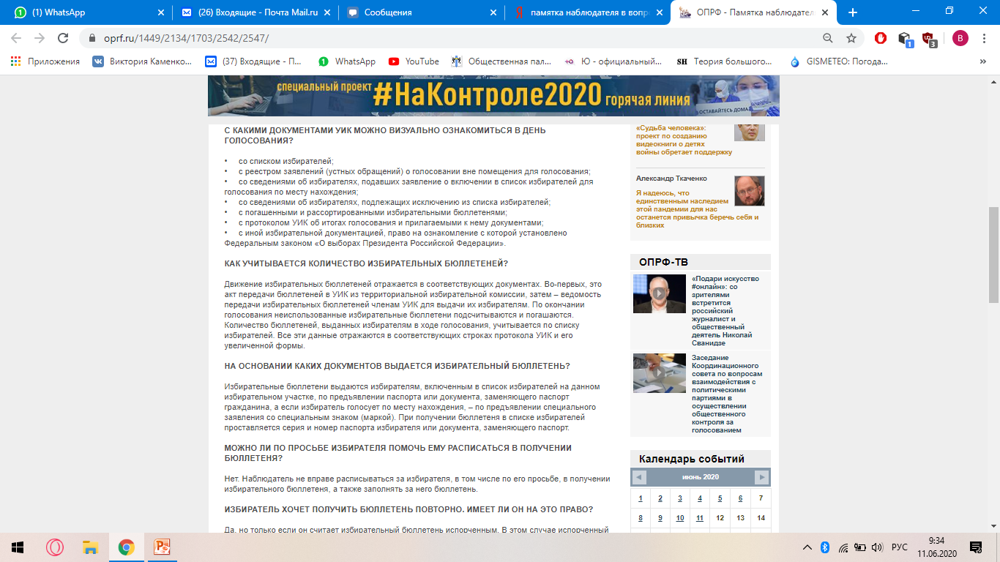 (1) WhatsApp
(26) Входящие - Почта Mail.ru
Сообщения
памятка наблюдателя в вопр
ОПРФ - Памятка наблюдател
oprf.ru/1449/2134/1703/2542/2547/
1
3
В
Приложения
Виктория Каменко...
(37) Входящие - П...
WhatsApp
YouTube
Общественная пал...
Ю - официальный...
SH
Теория большого...
GISMETEO: Погода...
»
специальный проект #НаКонтроле2020 горячая линия
ОСТАВАЙТЕСЬ ДОМА
С КАКИМИ ДОКУМЕНТАМИ УИК МОЖНО ВИЗУАЛЬНО ОЗНАКОМИТЬСЯ В ДЕНЬ
ГОЛОСОВАНИЯ?
• со списком избирателей;
• с реестром заявлений (устных обращений) о голосовании вне помещения для голосования;
• со сведениями об избирателях, подавших заявление о включении в список избирателей для
голосования по месту нахождения;
• со сведениями об избирателях, подлежащих исключению из списка избирателей;
• с погашенными и рассортированными избирательными бюллетенями;
• с протоколом УИК об итогах голосования и прилагаемыми к нему документами;
• с иной избирательной документацией, право на ознакомление с которой установлено
Федеральным законом «О выборах Президента Российской Федерации».
КАК УЧИТЫВАЕТСЯ КОЛИЧЕСТВО ИЗБИРАТЕЛЬНЫХ БЮЛЛЕТЕНЕЙ?
Движение избирательных бюллетеней отражается в соответствующих документах. Во-первых, это
акт передачи бюллетеней в УИК из территориальной избирательной комиссии, затем – ведомость
передачи избирательных бюллетеней членам УИК для выдачи их избирателям. По окончании
голосования неиспользованные избирательные бюллетени подсчитываются и погашаются.
Количество бюллетеней, выданных избирателям в ходе голосования, учитывается по списку
избирателей. Все эти данные отражаются в соответствующих строках протокола УИК и его
увеличенной формы.
НА ОСНОВАНИИ КАКИХ ДОКУМЕНТОВ ВЫДАЕТСЯ ИЗБИРАТЕЛЬНЫЙ БЮЛЛЕТЕНЬ?
Избирательные бюллетени выдаются избирателям, включенным в список избирателей на данном
избирательном участке, по предъявлении паспорта или документа, заменяющего паспорт
гражданина, а если избиратель голосует по месту нахождения, – по предъявлении специального
заявления со специальным знаком (маркой). При получении бюллетеня в списке избирателей
проставляется серия и номер паспорта избирателя или документа, заменяющего паспорт.
МОЖНО ЛИ ПО ПРОСЬБЕ ИЗБИРАТЕЛЯ ПОМОЧЬ ЕМУ РАСПИСАТЬСЯ В ПОЛУЧЕНИИ
БЮЛЛЕТЕНЯ?
Нет. Наблюдатель не вправе расписываться за избирателя, в том числе по его просьбе, в получении
избирательного бюллетеня, а также заполнять за него бюллетень.
ИЗБИРАТЕЛЬ ХОЧЕТ ПОЛУЧИТЬ БЮЛЛЕТЕНЬ ПОВТОРНО. ИМЕЕТ ЛИ ОН НА ЭТО ПРАВО?
Да, но только если он считает избирательный бюллетень испорченным. В этом случае испорченный
«Судьба человека»:
проект по созданию
видеокниги о детях
войны обретает поддержку
Александр Ткаченко
Я надеюсь, что
единственным наследием
этой пандемии для нас
останется привычка беречь себя и
близких
ОПРФ-ТВ
«Подари искусство
#онлайн»: со
зрителями
встретится
российский
журналист и
общественный
деятель Николай
Сванидзе
Заседание
Координационного
совета по вопросам
взаимодействия с
политическими
партиями в
осуществлении
общественного
контроля за
голосованием
Календарь событий
июнь 2020
1 2 3 4 5 6 7
8 9 10 11 12 13 14
РУС
9:34
11.06.2020